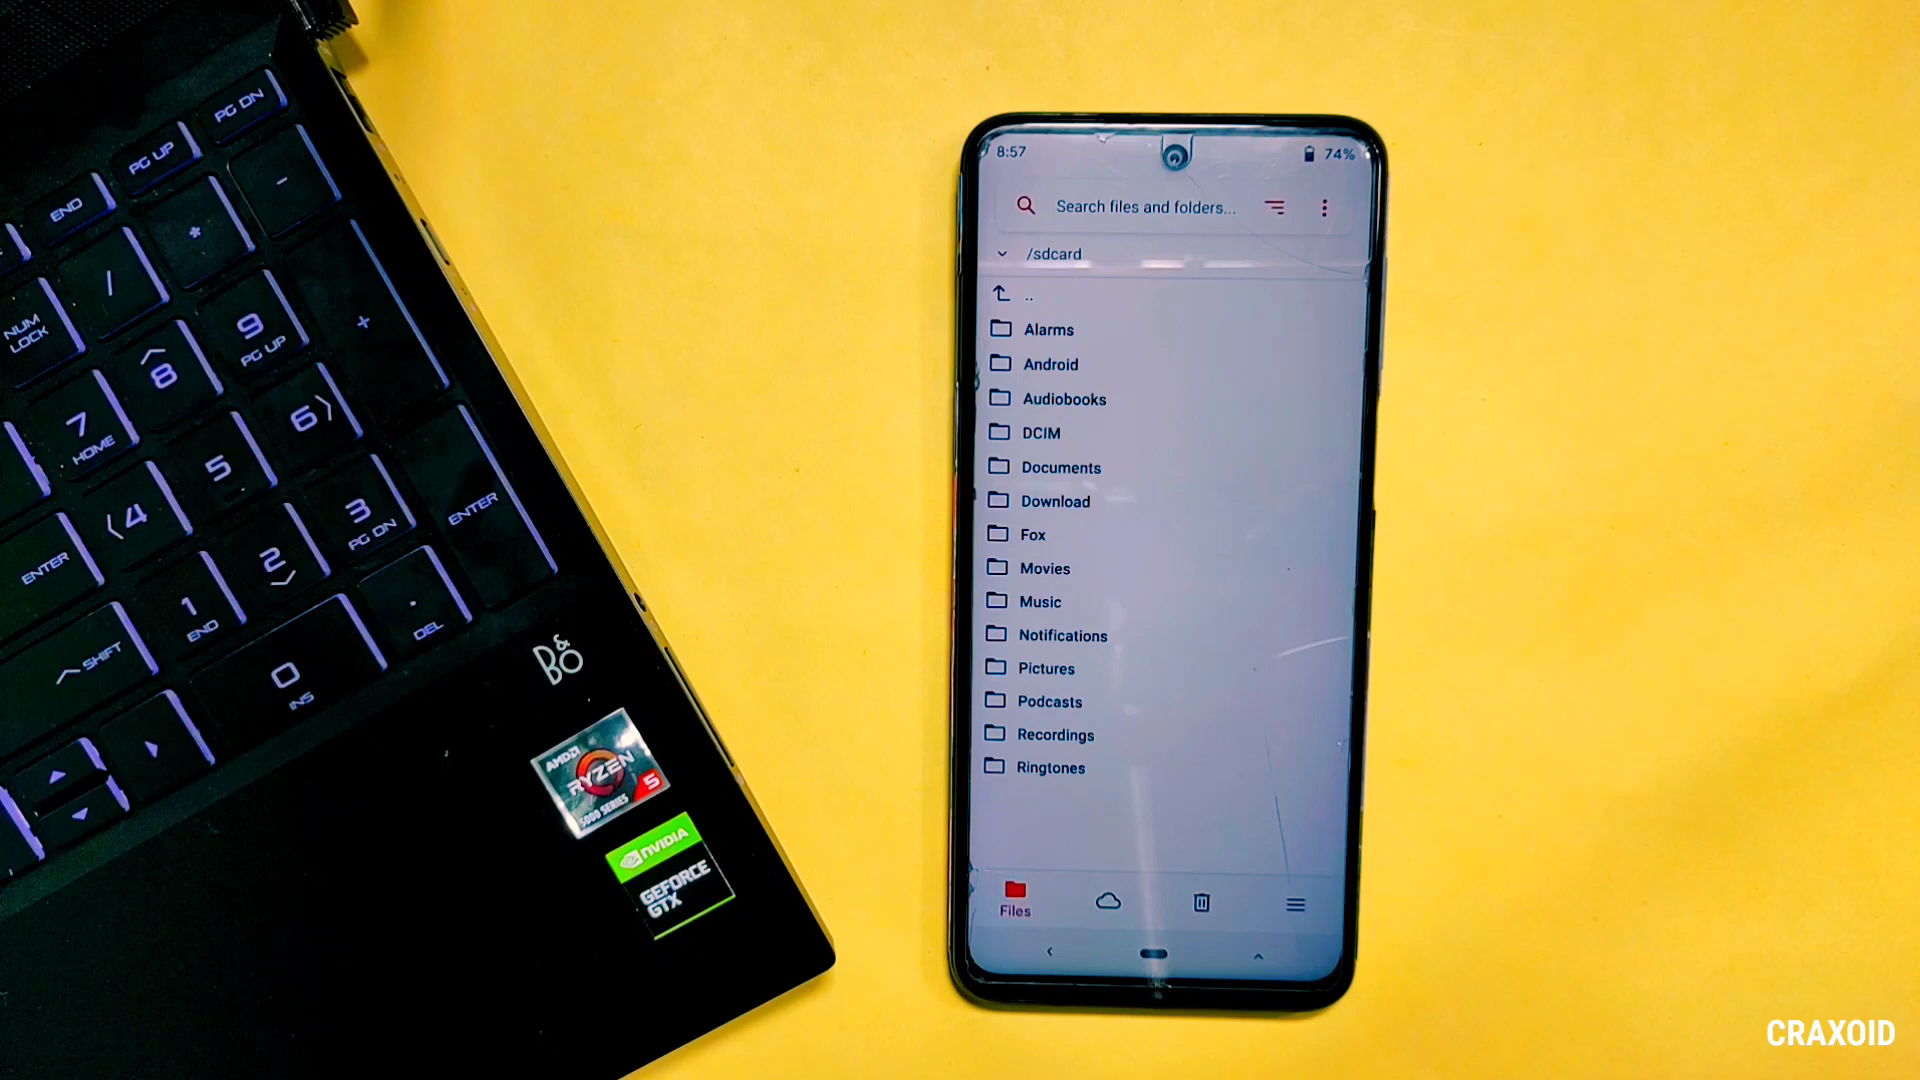 PG DN
PG UP
-
END
*
/
NUM
LOCK
9
PG UP
+
8
7
HOME
6
5
4
3
PG DN
ENTER
ENTER
2
1
END
.
DEL
SHIFT
0
INS
B&O
AMD
RYZEN
5
5000 SERIES
NVIDIA
GEFORCE
GTX
8:57
74%
Search files and folders...
/sdcard
..
Alarms
Android
Audiobooks
DCIM
Documents
Download
Fox
Movies
Music
Notifications
Pictures
Podcasts
Recordings
Ringtones
Files
CRAXOID